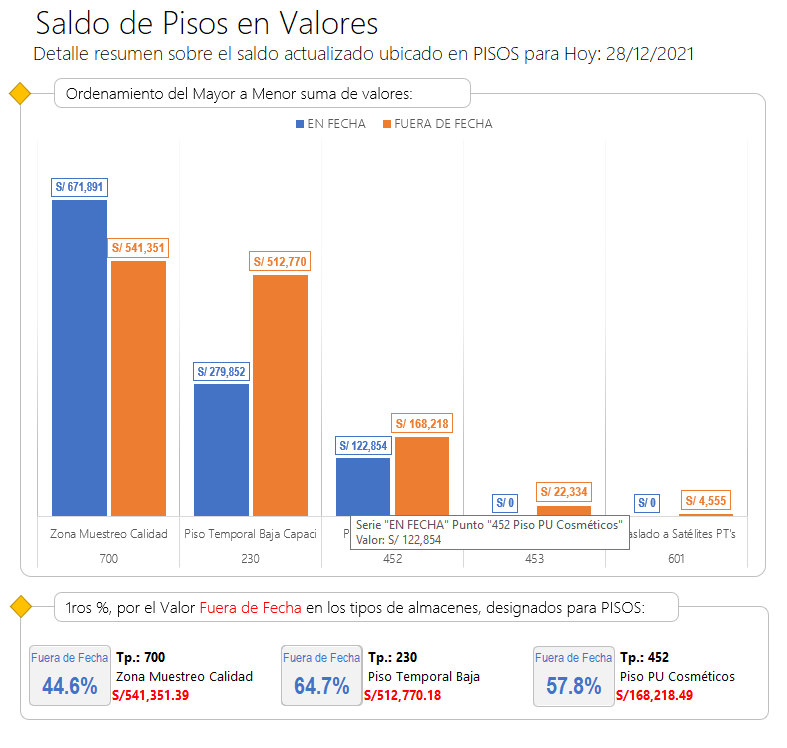 Saldo de Pisos en Valores
Detalle resumen sobre el saldo actualizado ubicado en PISOS para Hoy: 28/12/2021
Ordenamiento del Mayor a Menor suma de valores:
EN FECHA FUERA DE FECHA
S/ 671,891
S/ 541,351
S/ 512,770
S/ 279,852
S/ 168,218
S/ 122,854
S/ 22,334
S/ 0
S/ 0
S/ 4,555
Serie "EN FECHA" Punto "452 Piso PU Cosméticos"
Valor: S/ 122,854
Zona Muestreo Calidad Piso Temporal Baja Capaci P aslado a Satélites PT's
700 230 452 453 601
1ros %, por el Valor Fuera de Fecha en los tipos de almacenes, designados para PISOS:
Fuera de Fecha
44.6%
Tp.: 700
Zona Muestreo Calidad
S/541,351.39
Fuera de Fecha
64.7%
Tp.: 230
Piso Temporal Baja
S/512,770.18
Fuera de Fecha
57.8%
Tp.: 452
Piso PU Cosméticos
S/168,218.49